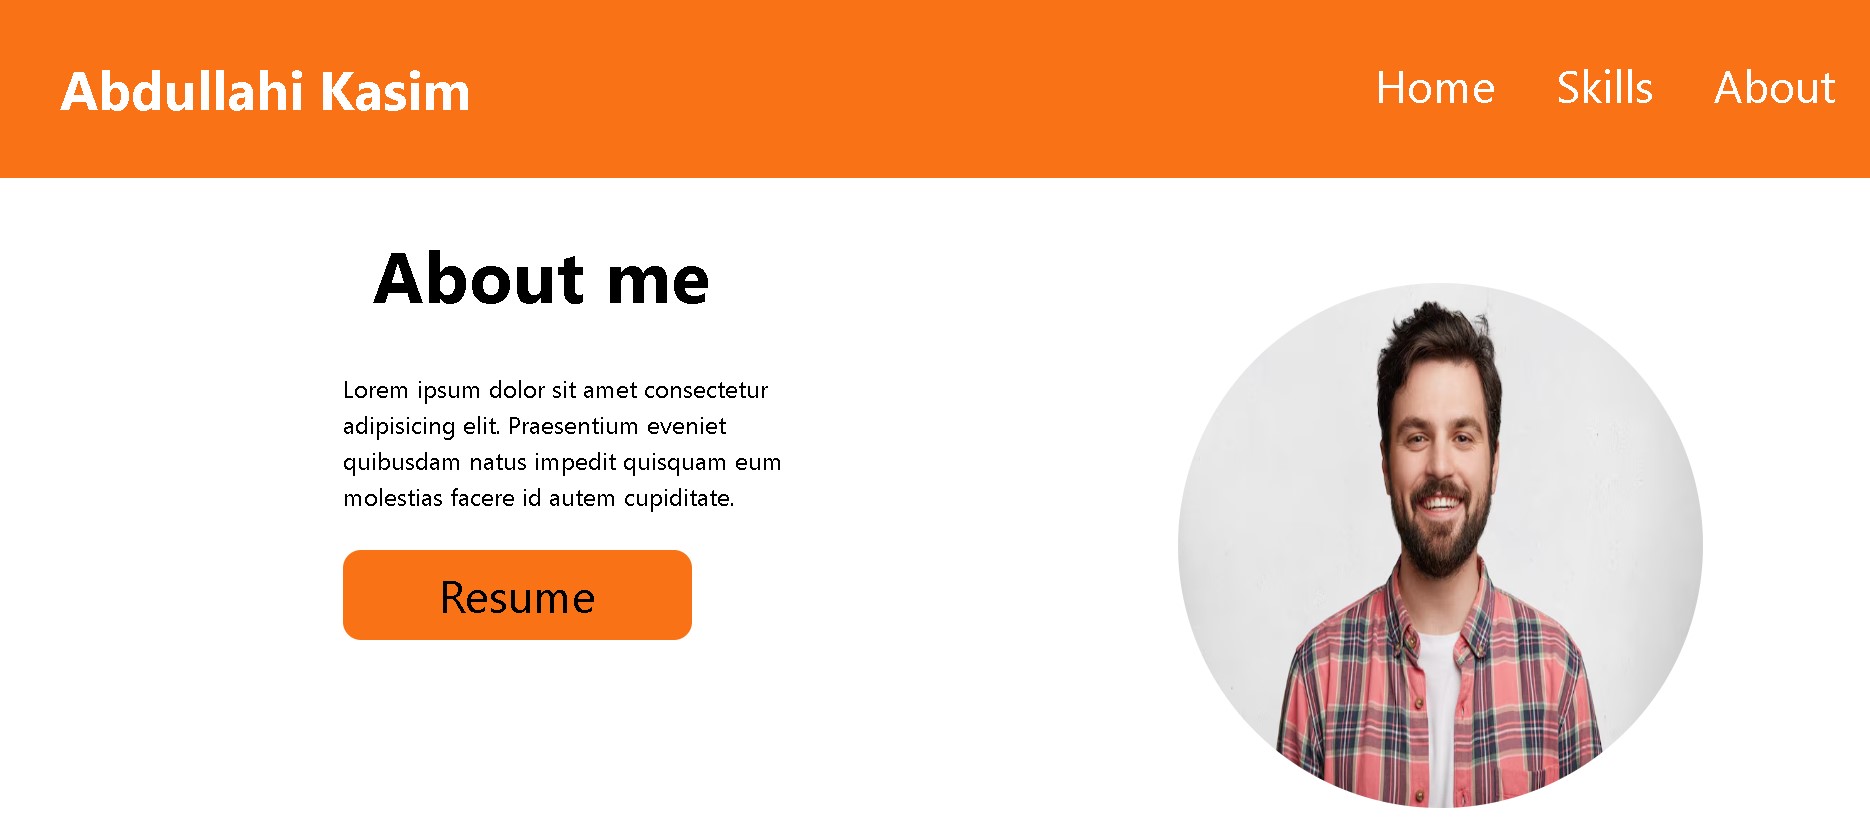 Abdullahi Kasim
Home Skills About
About me
Lorem ipsum dolor sit amet consectetur
adipisicing elit. Praesentium eveniet
quibusdam natus impedit quisquam eum
molestias facere id autem cupiditate.
Resume